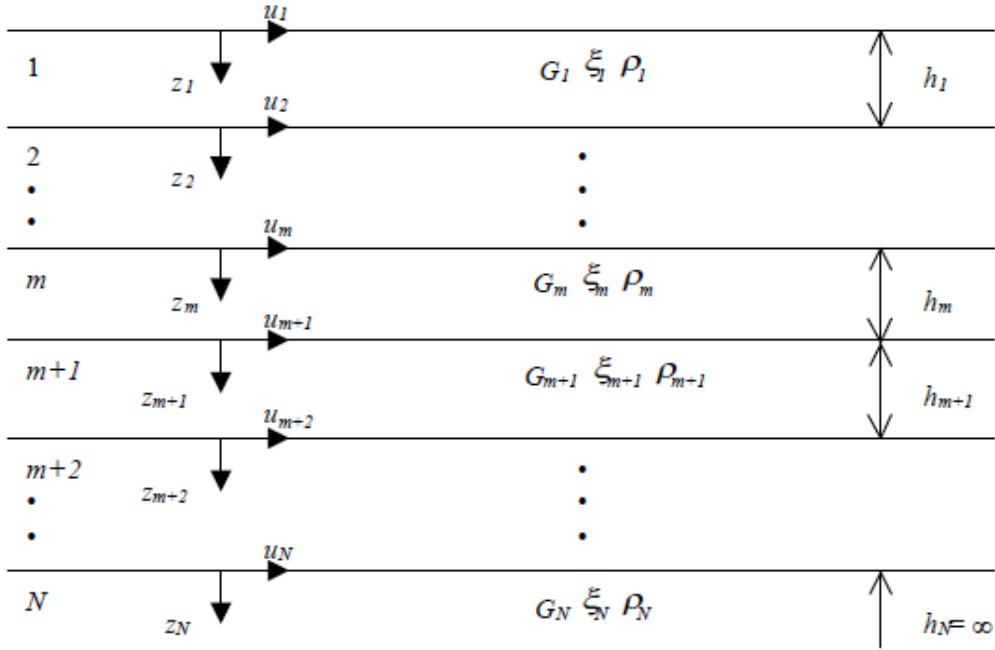 u1
1 z1 G1 ξ1 ρ1 h1
u2
2 z2
um
m zm Gm ξm ρm hm
um+1
m+1 zm+1 Gm+1 ξm+1 ρm+1 hm+1
um+2
m+2 zm+2
uN
N zN GN ξN ρN hN= ∞